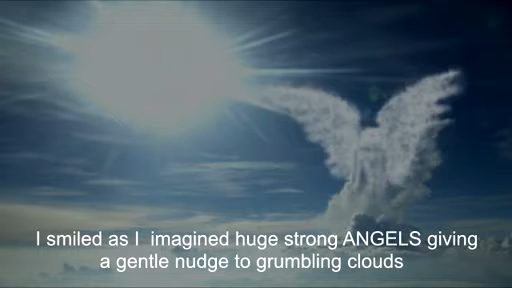 I smiled as I  imagined huge strong ANGELS giving
a gentle nudge to grumbling clouds